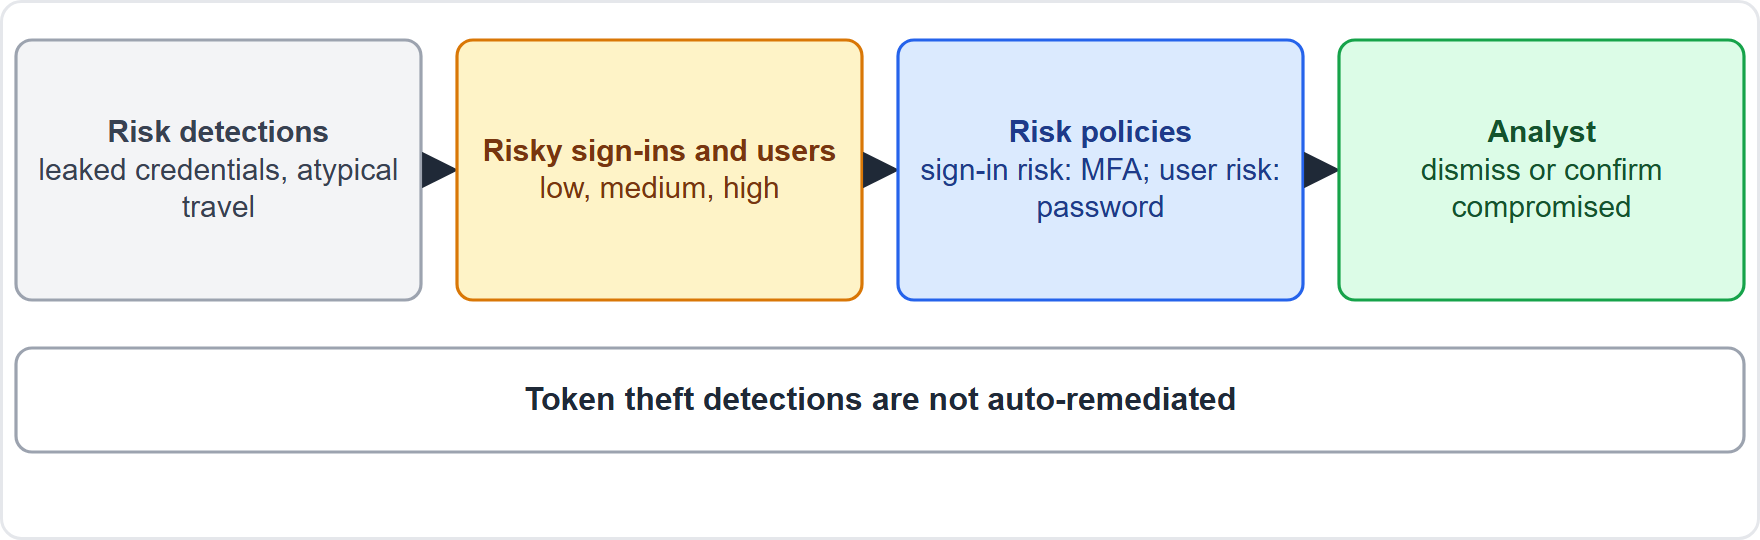 Risk detections
leaked credentials, atypical
travel
Risky sign-ins and users
low, medium, high
Risk policies
sign-in risk: MFA; user risk:
password
Analyst
dismiss or confirm
compromised
Token theft detections are not auto-remediated